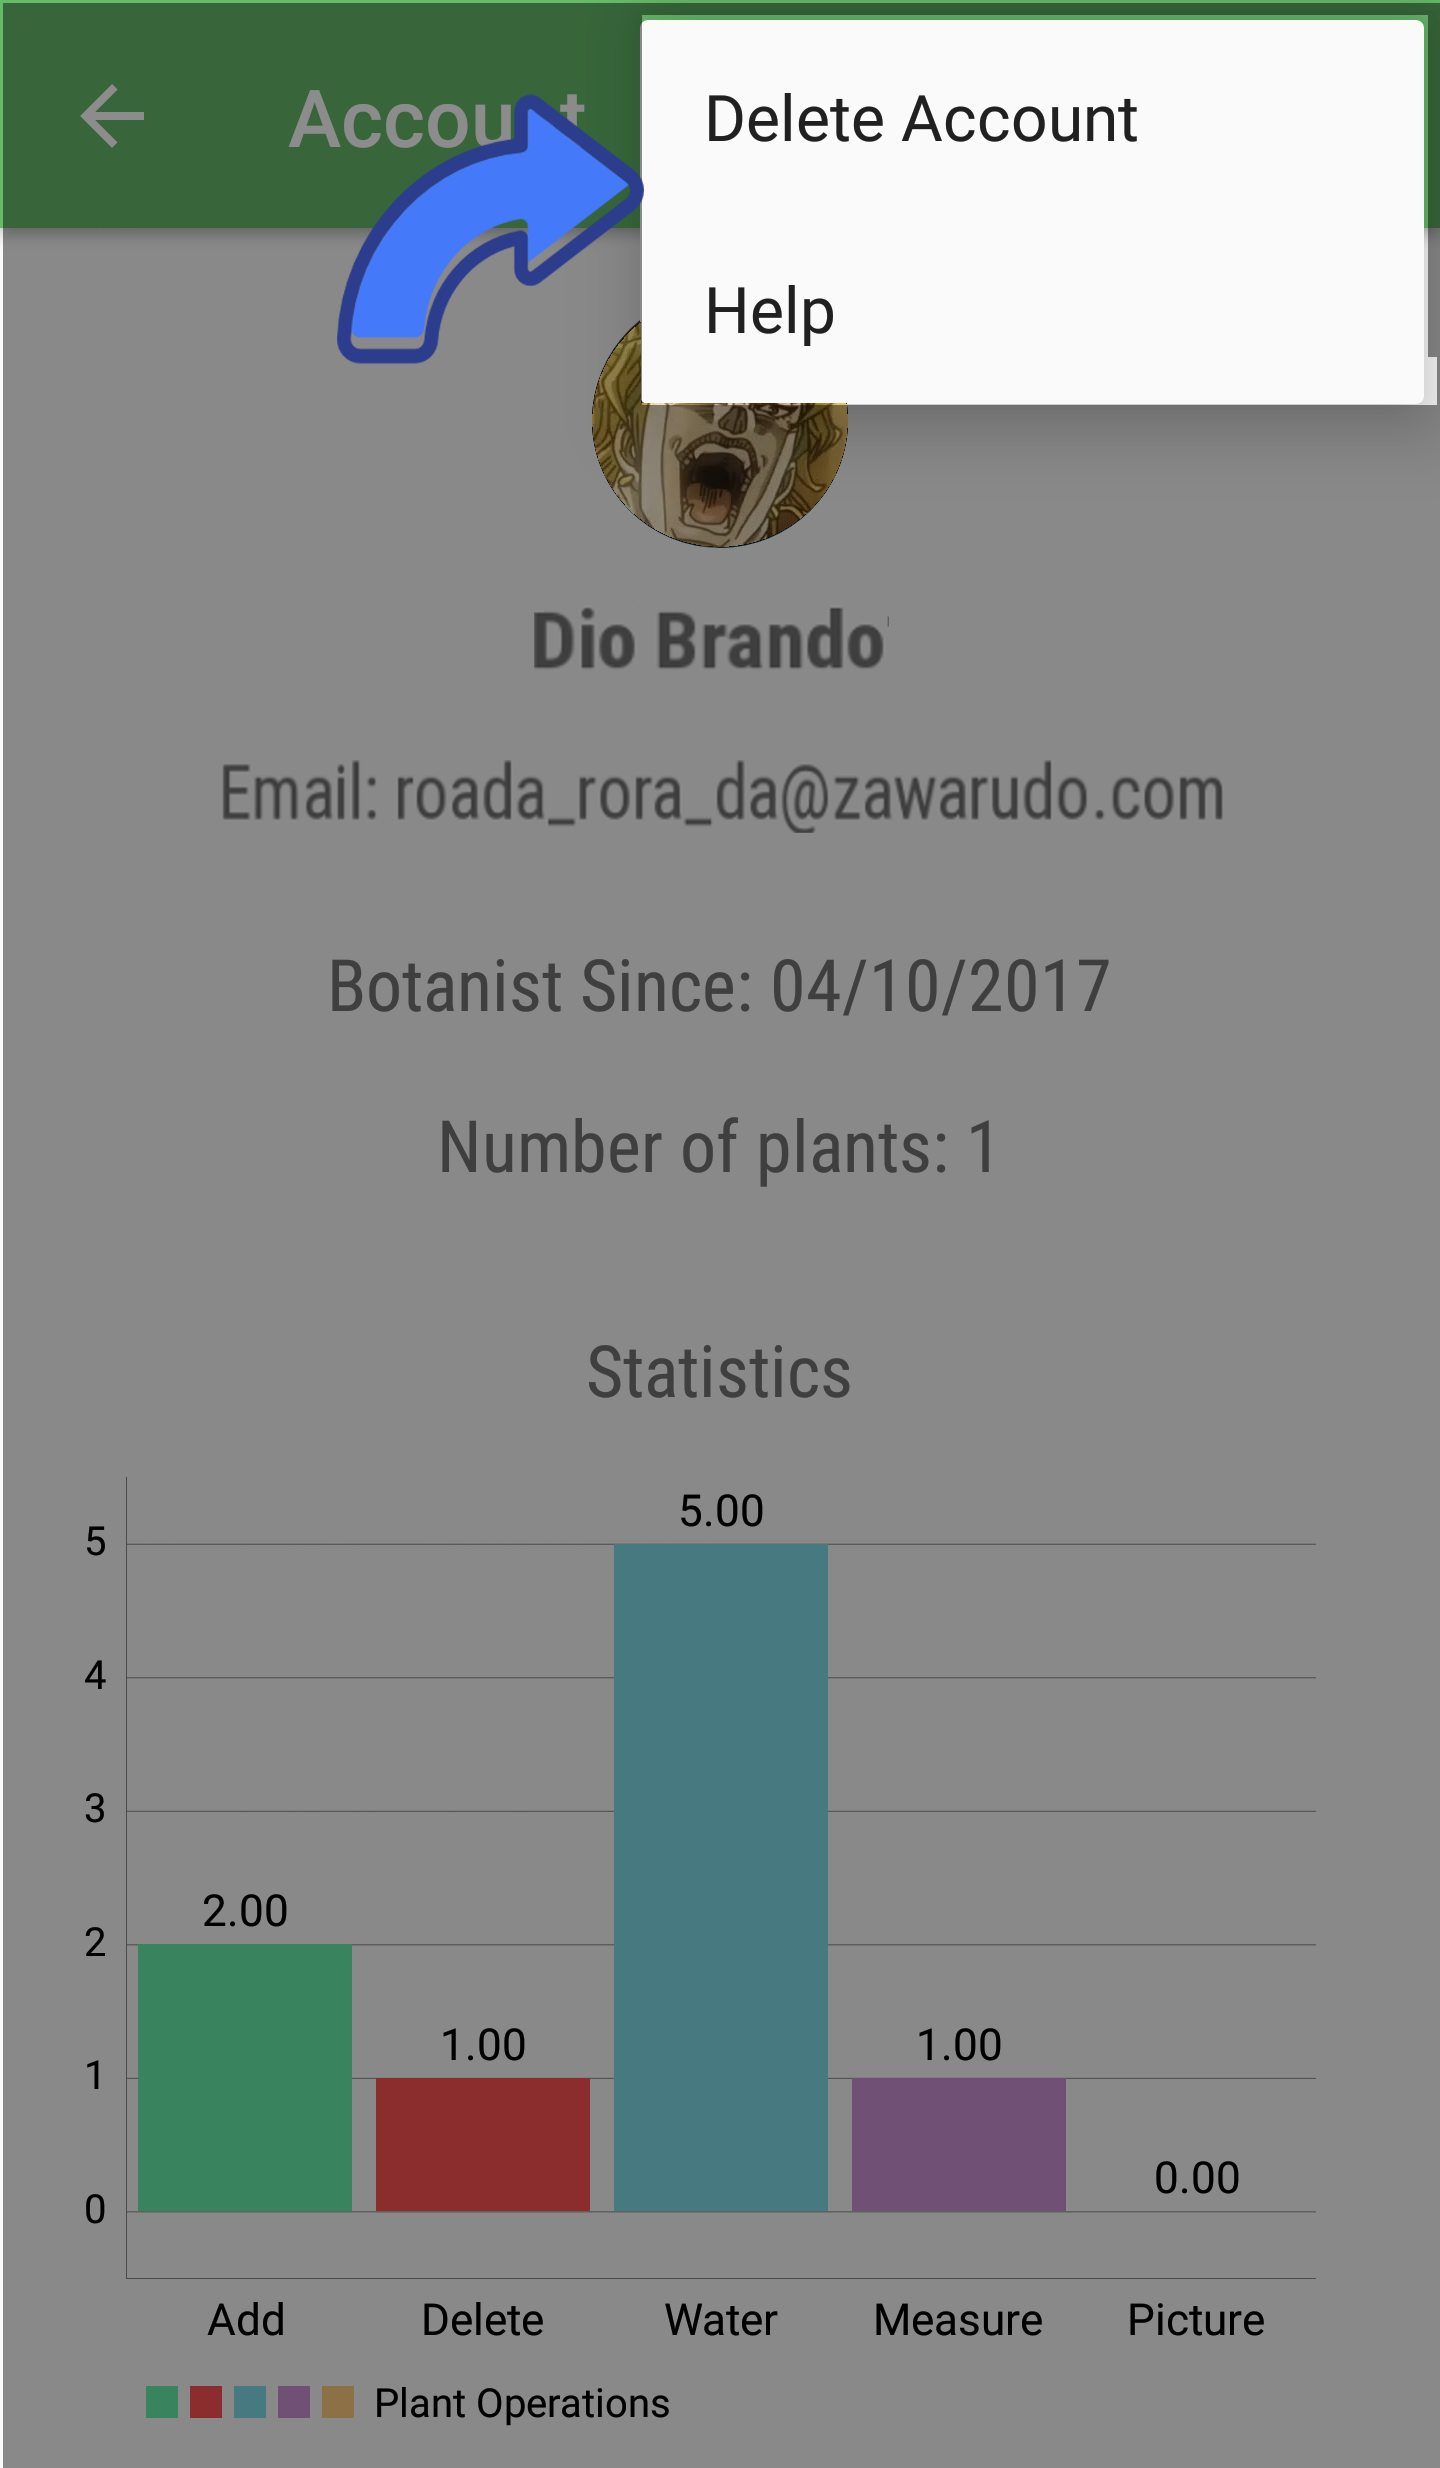 Account
Delete Account
Help
Dio Brando
Email: roada_rora_da@zawarudo.com
Botanist Since: 04/10/2017
Number of plants: 1
Statistics
5.00
5
4
3
2.00
2
1.00
1.00
1
0.00
0
Add Delete Water Measure Picture
Plant Operations